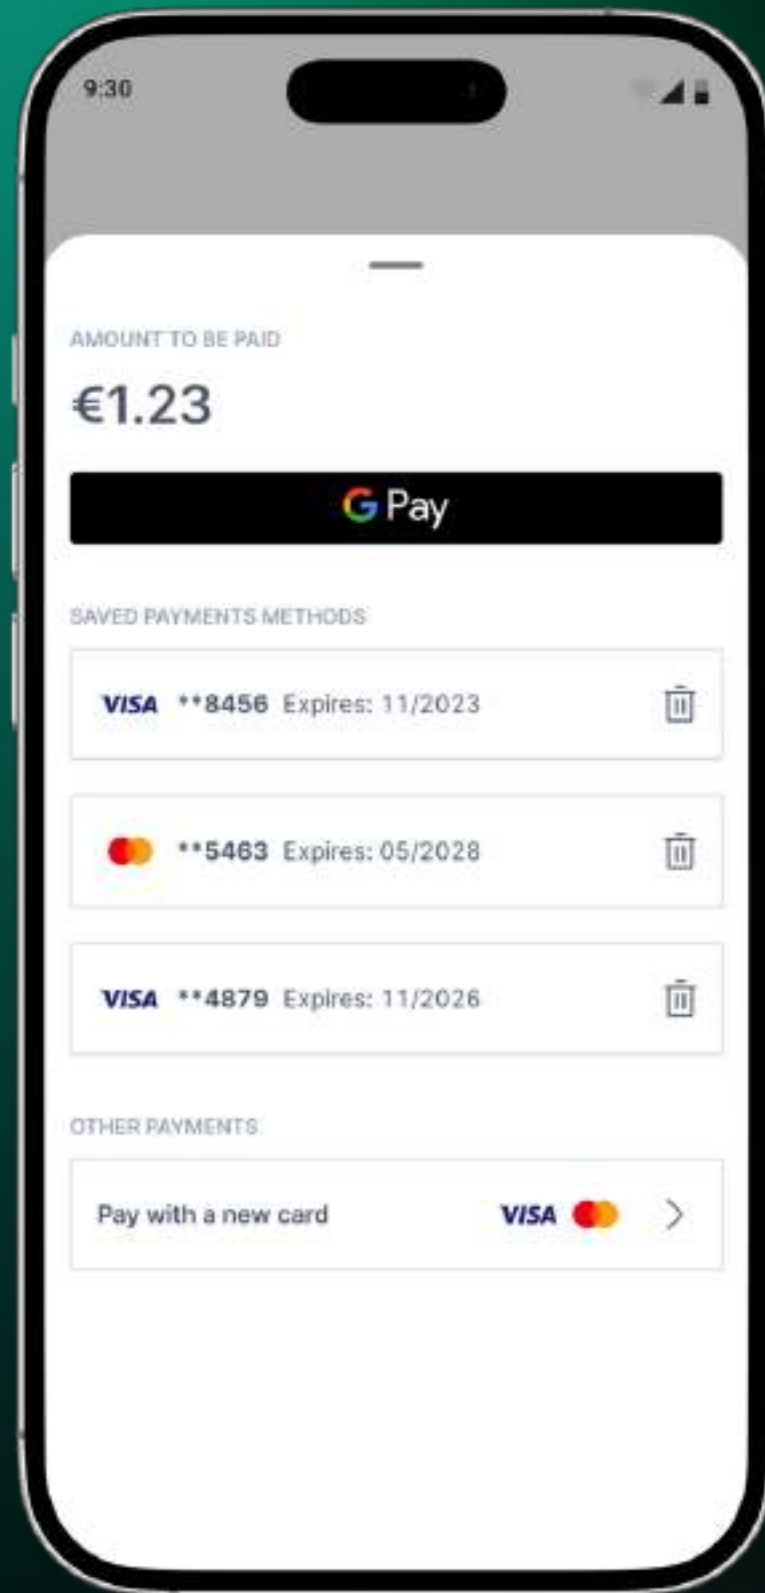 9:30
AMOUNT TO BE PAID
€1.23
G Pay
SAVED PAYMENTS METHODS
VISA **8456 Expires: 11/2023
**5463 Expires: 05/2028
VISA **4879 Expires: 11/2026
OTHER PAYMENTS
Pay with a new card VISA